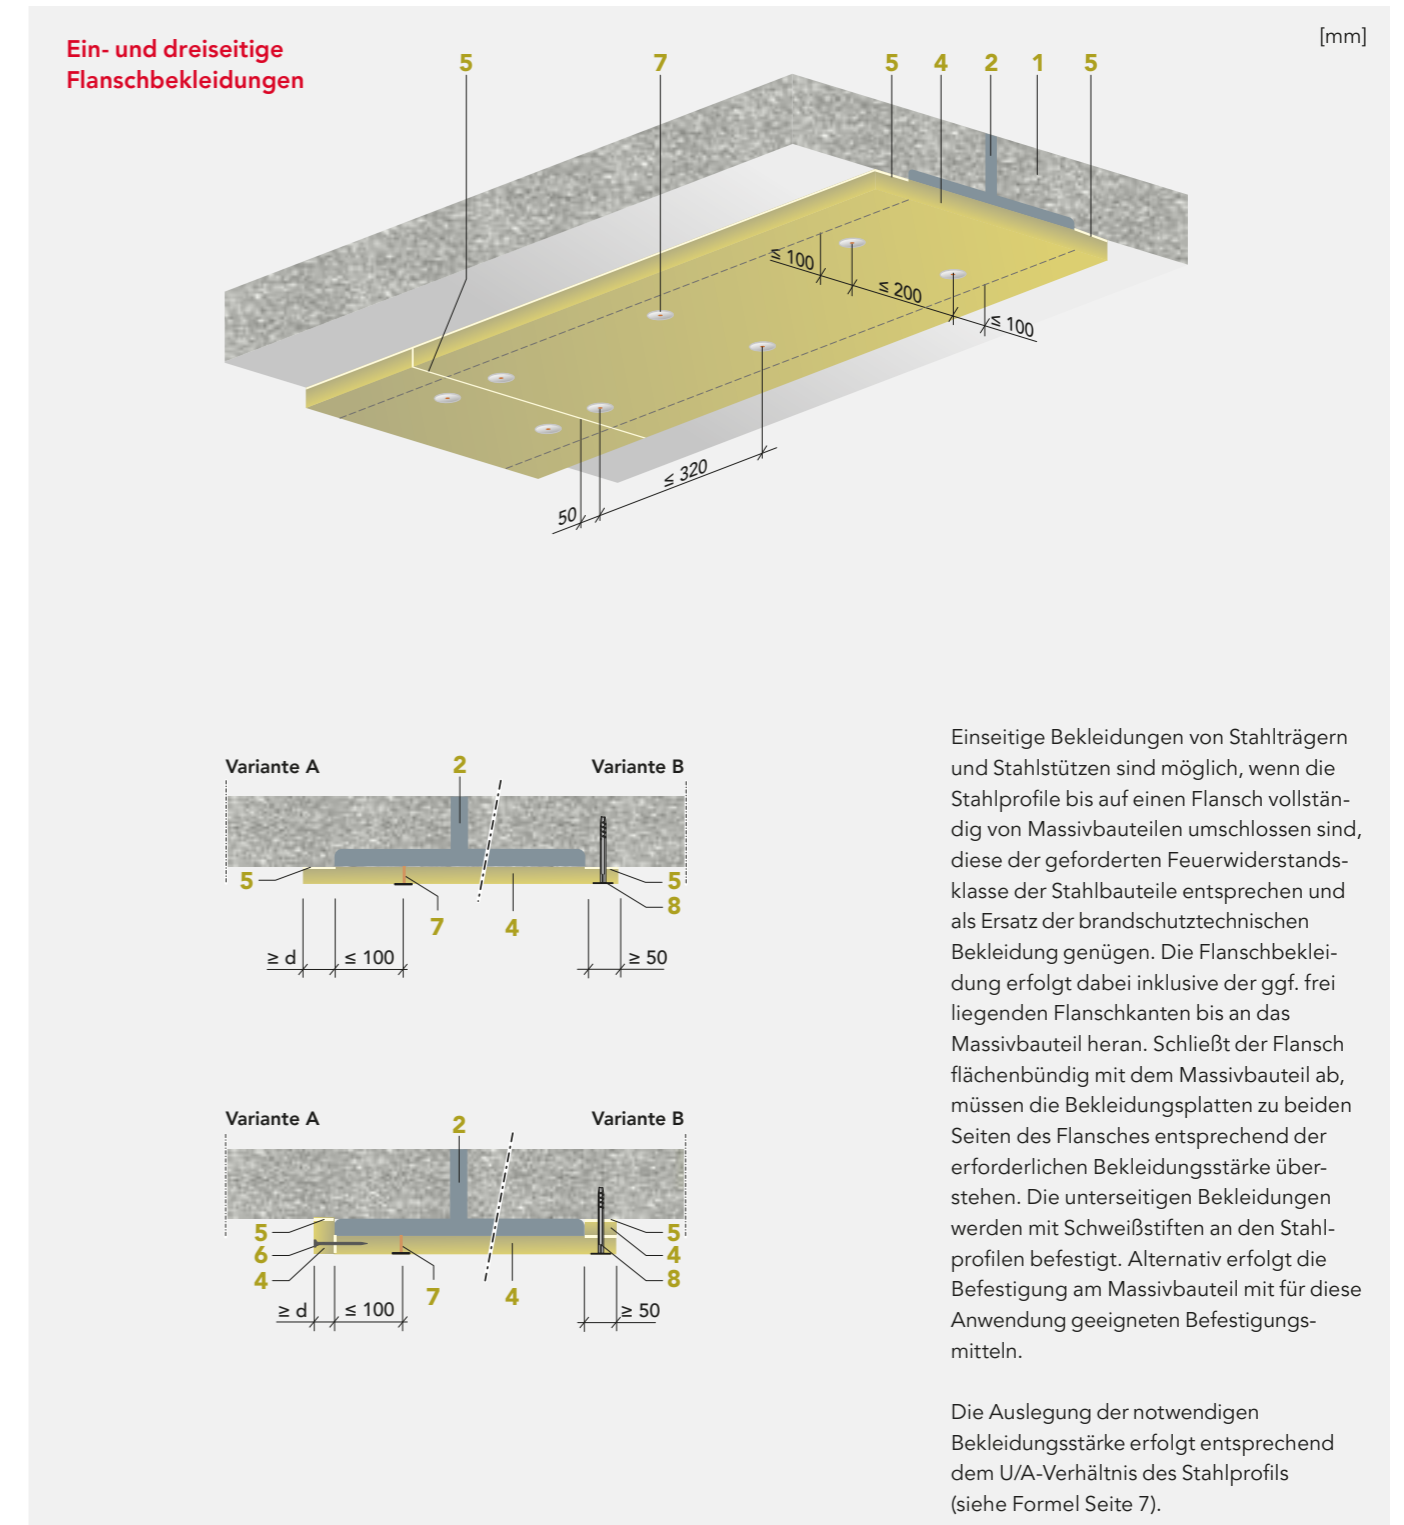 Ein- und dreiseitige
Flanschbekleidungen
[mm]
5 7 5 4 2 1 5
≤ 100
≤ 200
≤ 100
≤ 320
50
Variante A 2 Variante B
5 5
8
7 4
≥ d ≤ 100 ≥ 50
Variante A 2 Variante B
5 5
6 4
4 8
7 4
≥ d ≤ 100 ≥ 50
Einseitige Bekleidungen von Stahlträgern
und Stahlstützen sind möglich, wenn die
Stahlprofile bis auf einen Flansch vollstän-
dig von Massivbauteilen umschlossen sind,
diese der geforderten Feuerwiderstands-
klasse der Stahlbauteile entsprechen und
als Ersatz der brandschutztechnischen
Bekleidung genügen. Die Flanschbeklei-
dung erfolgt dabei inklusive der ggf. frei
liegenden Flanschkanten bis an das
Massivbauteil heran. Schließt der Flansch
flächenbündig mit dem Massivbauteil ab,
müssen die Bekleidungsplatten zu beiden
Seiten des Flansches entsprechend der
erforderlichen Bekleidungsstärke über-
stehen. Die unterseitigen Bekleidungen
werden mit Schweißstiften an den Stahl-
profilen befestigt. Alternativ erfolgt die
Befestigung am Massivbauteil mit für diese
Anwendung geeigneten Befestigungs-
mitteln.
Die Auslegung der notwendigen
Bekleidungsstärke erfolgt entsprechend
dem U/A-Verhältnis des Stahlprofils
(siehe Formel Seite 7).